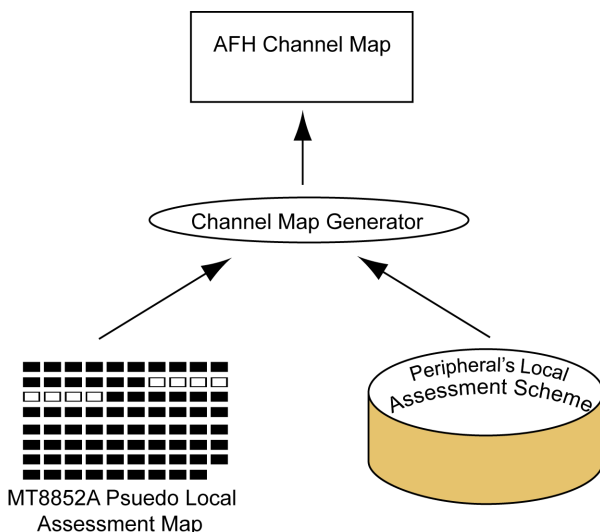 AFH Channel Map
Channel Map Generator
Peripheral's Local
Assessment Scheme
MT8852A Psuedo Local
Assessment Map